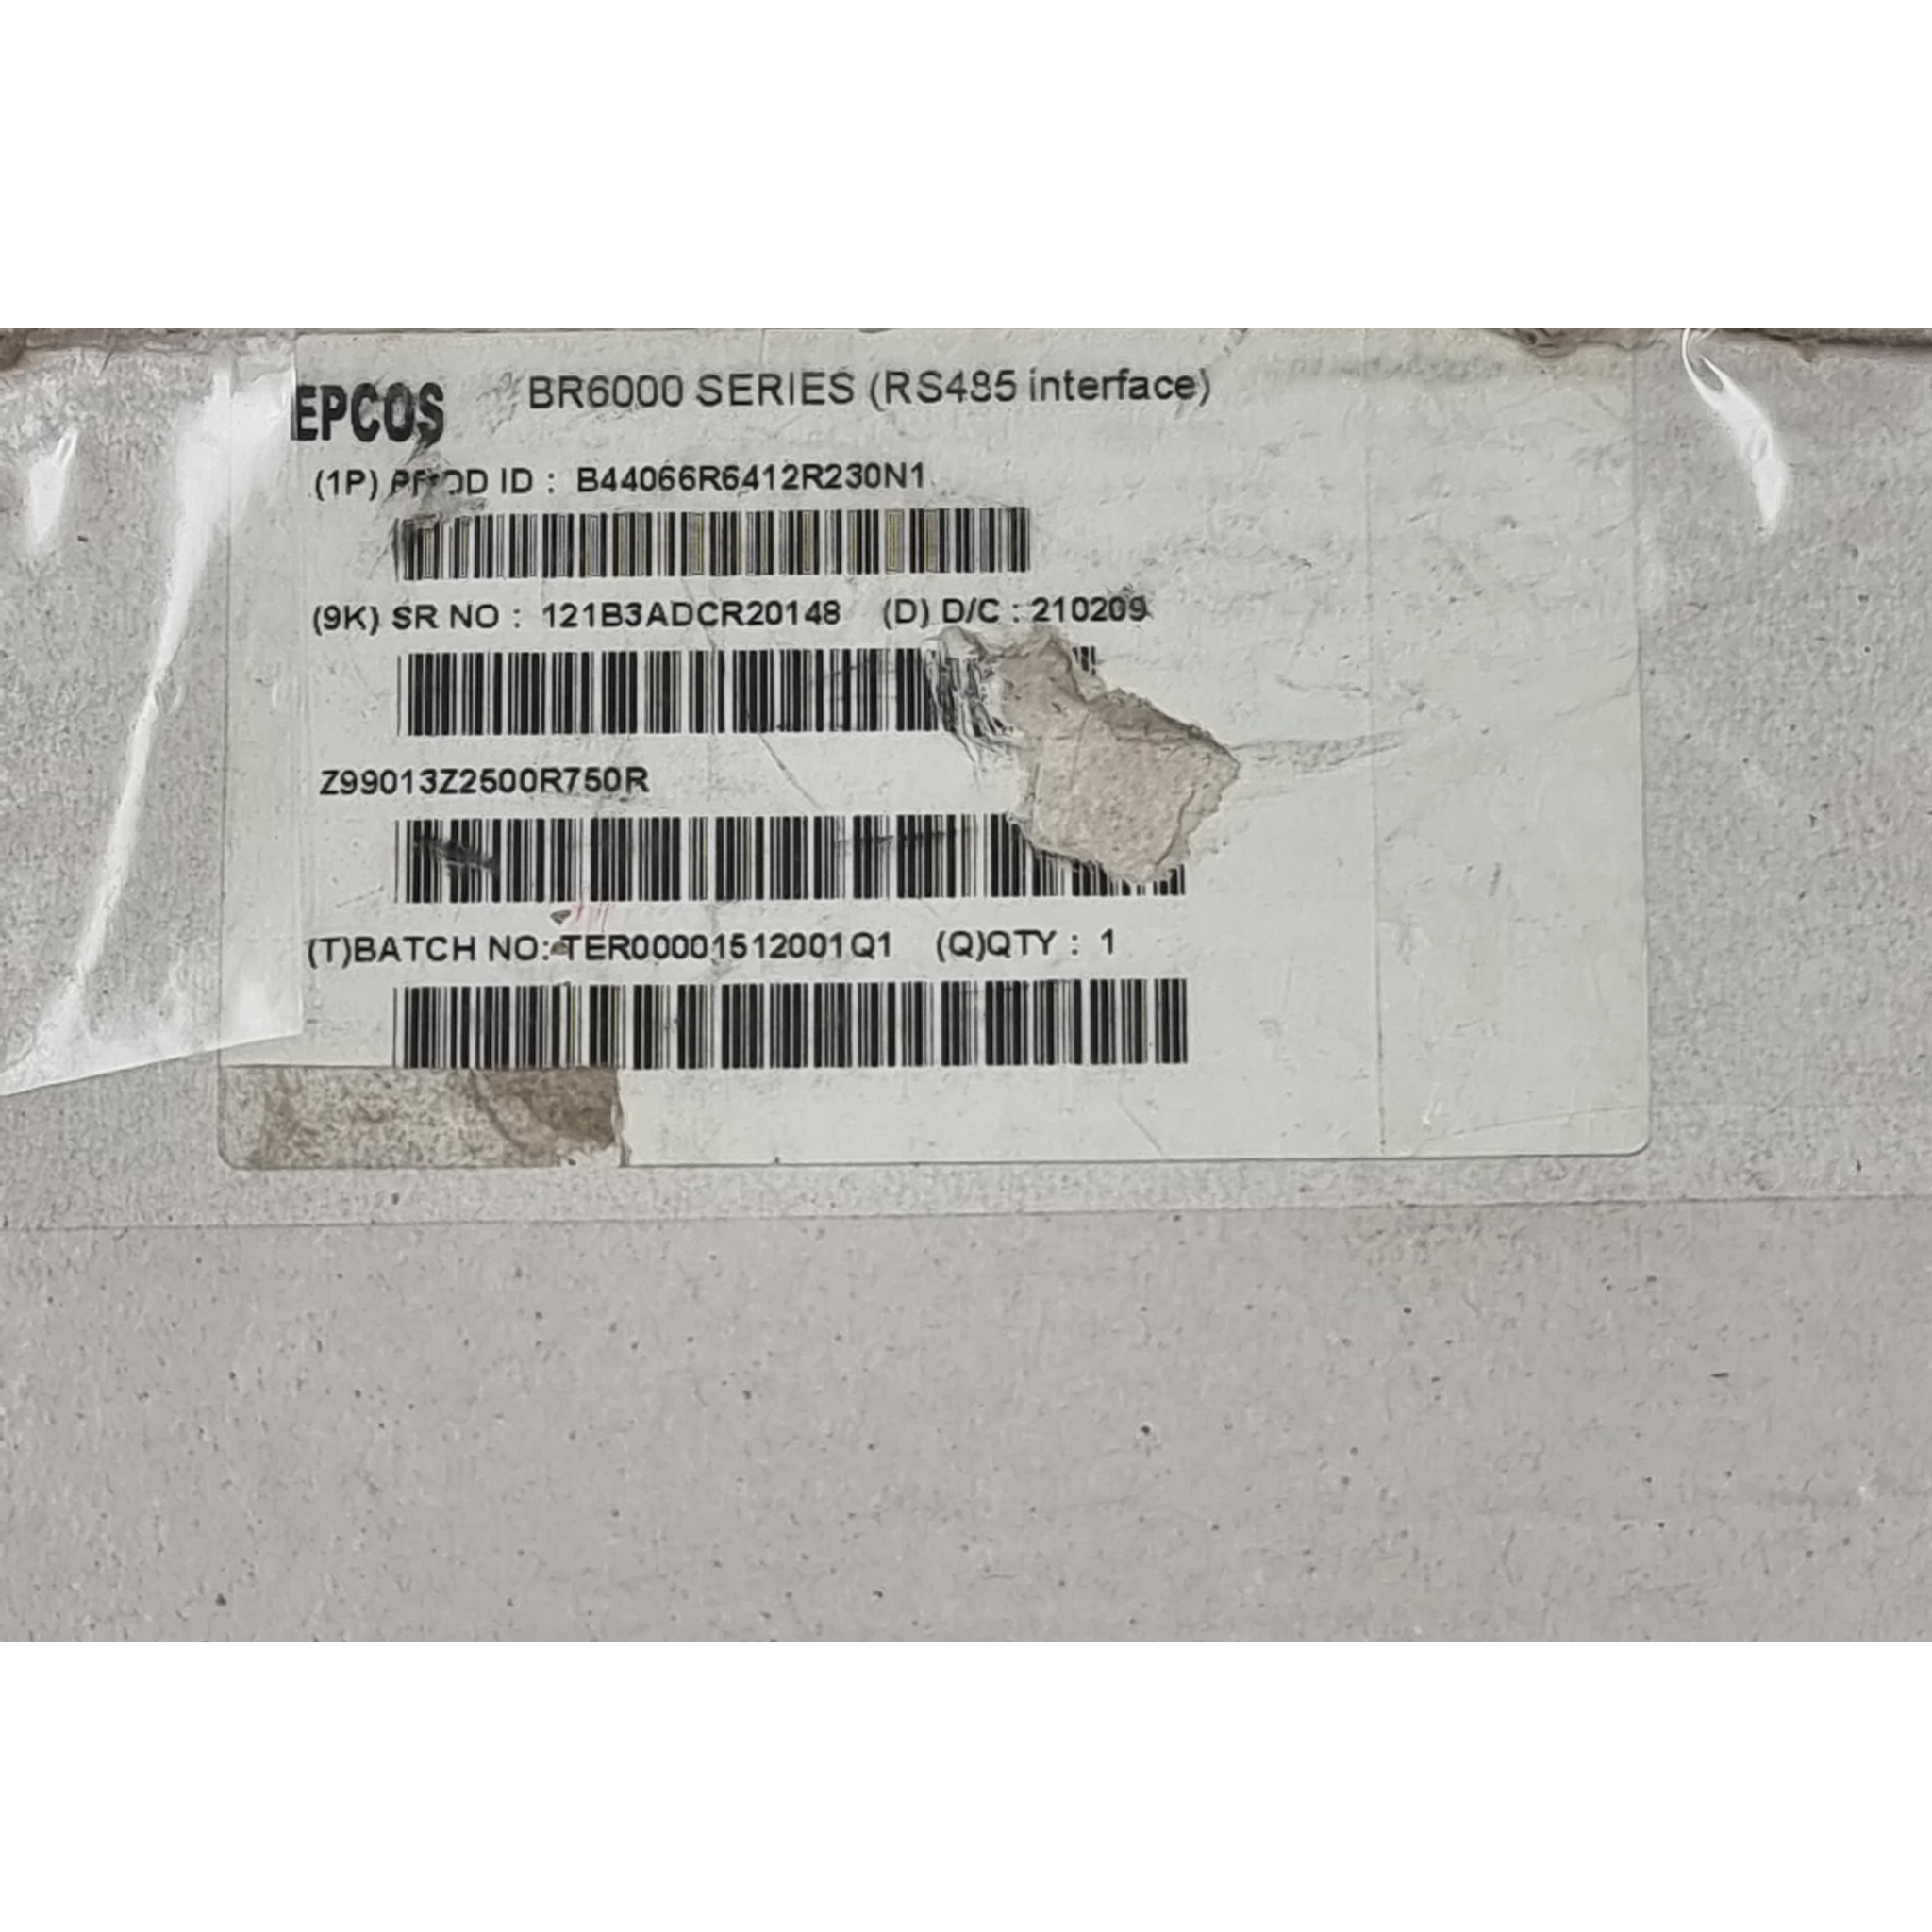 EPCOS BR6000 SERIES (RS485 interface)
(1P) PROD ID : B44066R6412R230N1
(9K) SR NO : 121B3ADCR20148 (D) D/C : 210209
Z99013Z2500R750R
(T)BATCH NO: TER00001512001Q1 (Q)QTY : 1